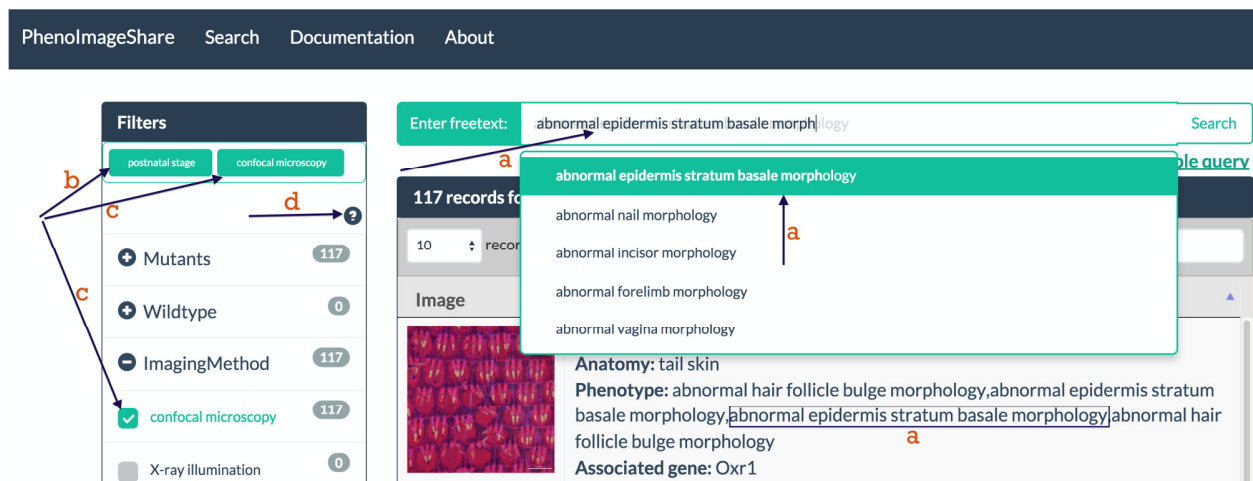 PhenoImageShare Search Documentation About
Filters
postnatal stage confocal microscopy
b
c
d
?
Mutants 117
Wildtype 0
c
ImagingMethod 117
confocal microscopy 117
X-ray illumination 0
Enter freetext: abnormal epidermis stratum basale morphology Search
a
ble query
abnormal epidermis stratum basale morphology
117 records fo
abnormal nail morphology
a
10 recor
abnormal incisor morphology
abnormal forelimb morphology
Image
abnormal vagina morphology
Anatomy: tail skin
Phenotype: abnormal hair follicle bulge morphology,abnormal epidermis stratum
basale morphology,abnormal epidermis stratum basale morphology,abnormal hair
a
follicle bulge morphology
Associated gene: Oxr1